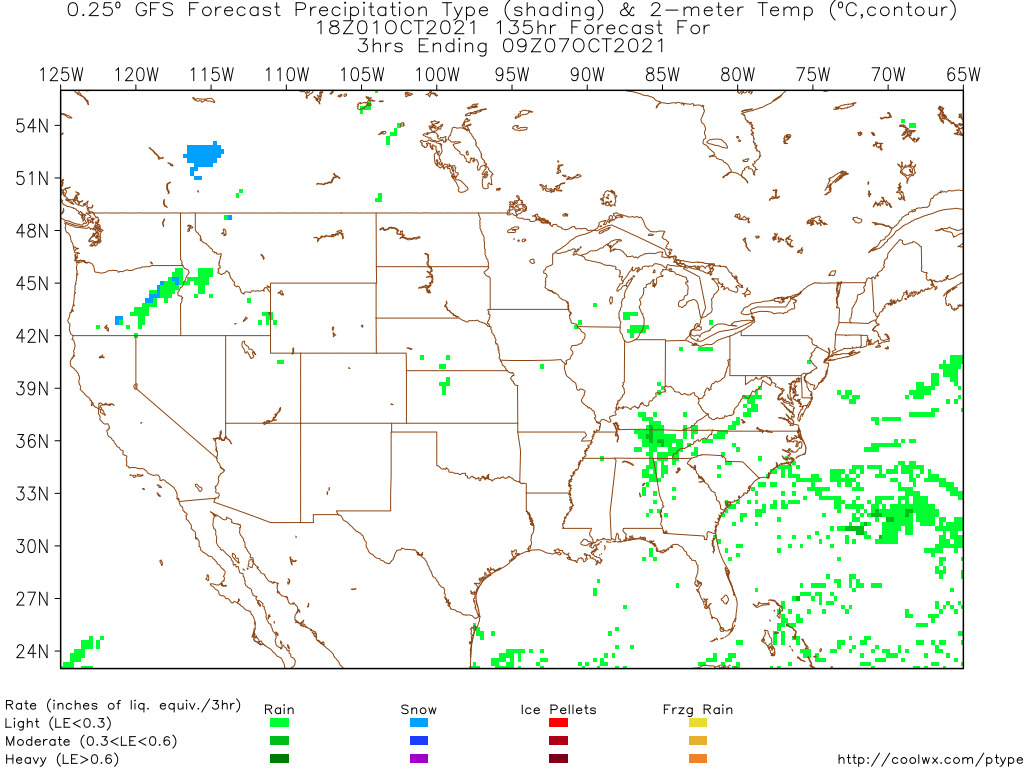 0.25° GFS Forecast Precipitation Type (shading) & 2-meter Temp (°C,contour)
18Z01OCT2021 135hr Forecast For
3hrs Ending 09Z07OCT2021
125W 120W 115W 110W 105W 100W 95W 90W 85W 80W 75W 70W 65W
54N
51N
48N
45N
42N
39N
36N
33N
30N
27N
24N
Rate (inches of liq. equiv./3hr) Rain Snow Ice Pellets Frzg Rain
Light (LE<0.3)
Moderate (0.3<LE<0.6)
Heavy (LE>0.6)
http://coolwx.com/ptype